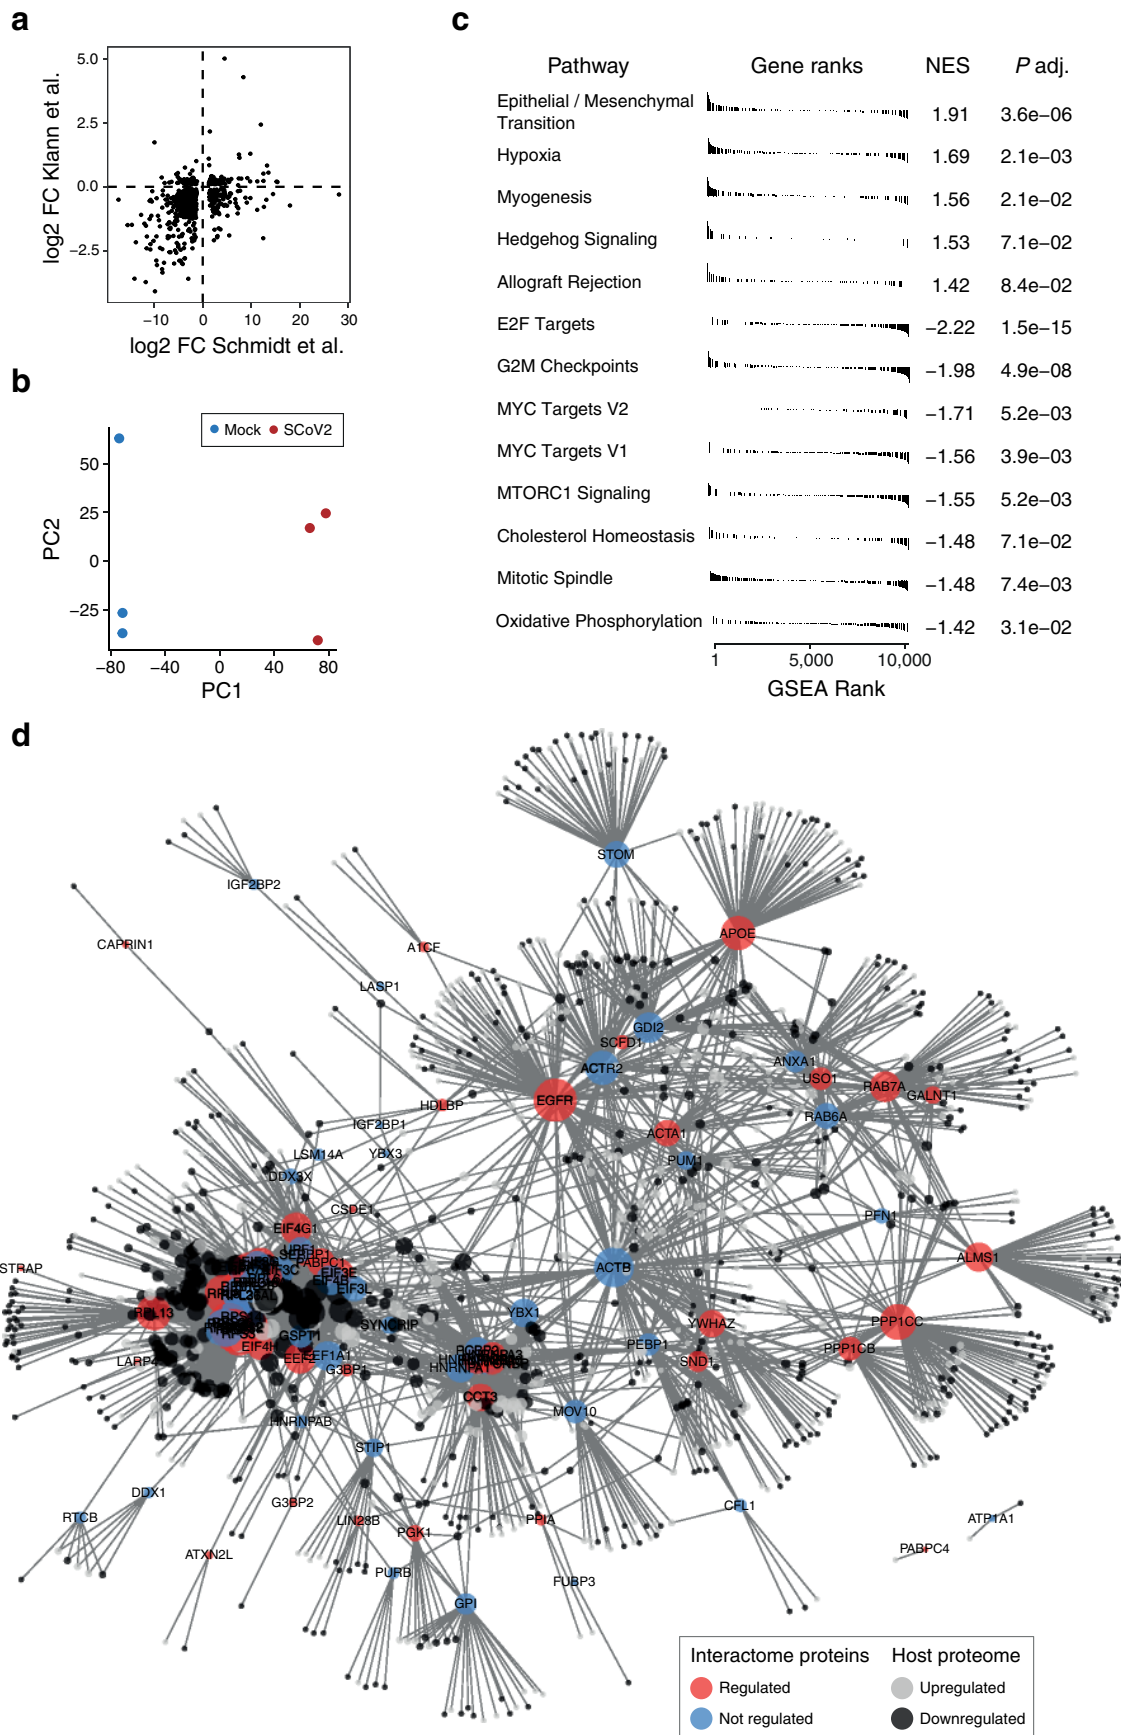 a
5.0
2.5
0.0
−2.5
log2 FC Klann et al.
−10 0 10 20 30
log2 FC Schmidt et al.
b
Mock SCoV2
50
25
0
−25
PC2
−80 −40 0 40 80
PC1
c
Pathway Gene ranks NES P adj.
Epithelial / Mesenchymal
Transition 1.91 3.6e−06
Hypoxia 1.69 2.1e−03
Myogenesis 1.56 2.1e−02
Hedgehog Signaling 1.53 7.1e−02
Allograft Rejection 1.42 8.4e−02
E2F Targets −2.22 1.5e−15
G2M Checkpoints −1.98 4.9e−08
MYC Targets V2 −1.71 5.2e−03
MYC Targets V1 −1.56 3.9e−03
MTORC1 Signaling −1.55 5.2e−03
Cholesterol Homeostasis −1.48 7.1e−02
Mitotic Spindle −1.48 7.4e−03
Oxidative Phosphorylation −1.42 3.1e−02
1 5,000 10,000
GSEA Rank
d
STOM
IGF2BP2
APOE
CAPRIN1
A1CF
LASP1
GDI2
SCFD1
ACTR2
ANXA1
USO1
RAB7A
GALNT1
EGFR
HDLBP
RAB6A
IGF2BP1
ACTA1
LSM14A
YBX3
PUM1
DDX3X
CSDE1
PFN1
EIF4G1
UPF1
PABPC1
ALMS1
STRAP
EIF3E
EIF3L
ACTB
RPL13
YBX1
SYNCRIP
YWHAZ
PPP1CC
GSPT1
EIF4H
PEBP1
PPP1CB
LARP4
EEF2
EEF1A1
G3BP1
SND1
HNRNPA1
CCT3
MOV10
HNRNPAB
STIP1
DDX1
G3BP2
RTCB
LIN28B
PGK1
PPIA
CFL1
ATP1A1
ATXN2L
PABPC4
PURB
FUBP3
GPI
Interactome proteins Host proteome
Regulated Upregulated
Not regulated Downregulated